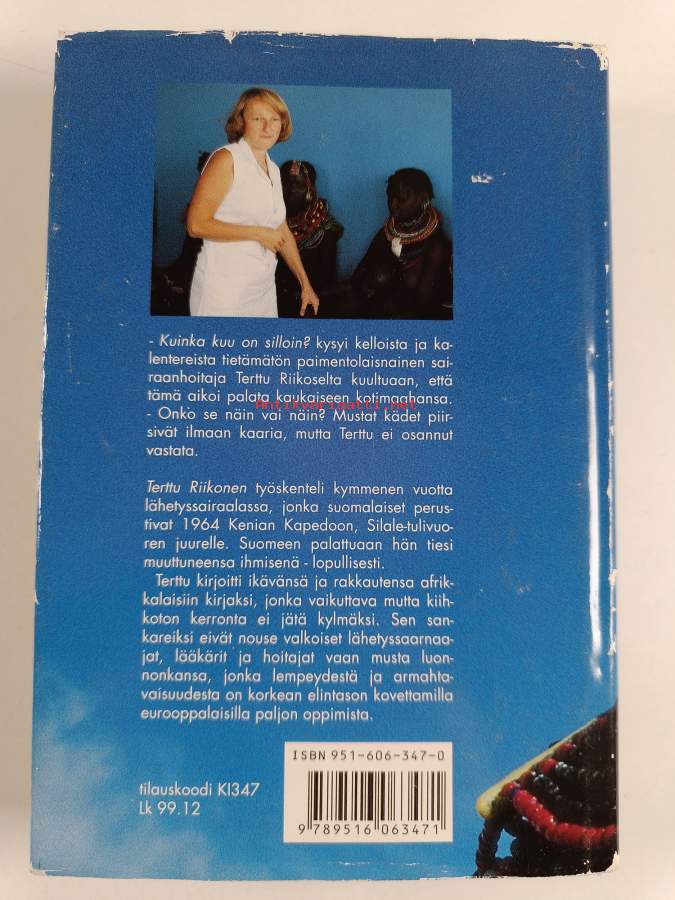 - Kuinka kuu on silloin? kysyi kelloista ja ka-
lentereista tietämätön paimentolaisnainen sai-
raanhoitaja Terttu Riikoselta kuultuaan, että
tämä aikoi palata kaukaiseen kotimaahansa.
Antikvariaatti.net
- Onko se näin vai näin? Mustat kädet piir-
sivät ilmaan kaaria, mutta Terttu ei osannut
vastata.
Terttu Riikonen työskenteli kymmenen vuotta
lähetyssairaalassa, jonka suomalaiset perus-
tivat 1964 Kenian Kapedoon, Silale-tulivuo-
ren juurelle. Suomeen palattuaan hän tiesi
muuttuneensa ihmisenä - lopullisesti.
Terttu kirjoitti ikävänsä ja rakkautensa afrik-
kalaisiin kirjaksi, jonka vaikuttava mutta kiih-
koton kerronta ei jätä kylmäksi. Sen san-
kareiksi eivät nouse valkoiset lähetyssaarnaa-
jat, lääkärit ja hoitajat vaan musta luon-
nonkansa, jonka lempeydestä ja armahta-
vaisuudesta on korkean elintason kovettamilla
eurooppalaisilla paljon oppimista.
ISBN 951-606-347-0
tilauskoodi KI347
Lk 99.12
9 789516 063471